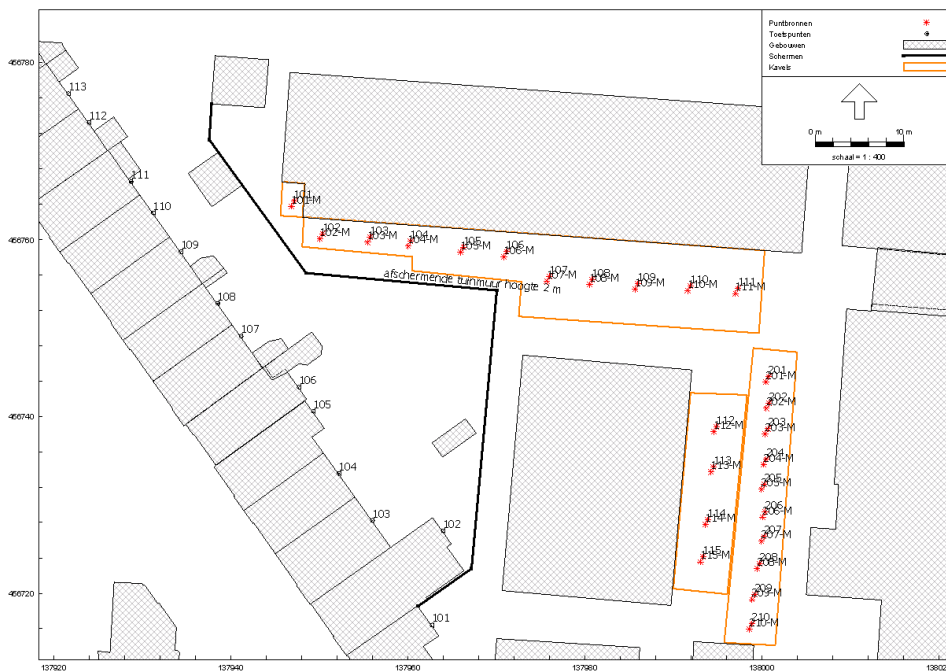 Puntbronnen
Toetspunten
Gebouwen
Schermen
Kavels
0 m 10 m
schaal = 1 : 400
466780
466760
466740
466720
137920 137940 137960 137980 138000 13802
113
112
111
110
109
108
107
106
105
104
103
102
101
101
101-M
102
102-M
103
103-M
104
104-M
105
105-M
106
106-M
107
107-M
108
108-M
109
109-M
110
110-M
111
111-M
afschermende tuinmuur hoogte 2 m
112
112-M
113
113-M
114
114-M
115
115-M
201
201-M
202
202-M
203
203-M
204
204-M
205
205-M
206
206-M
207
207-M
208
208-M
209
209-M
210
210-M